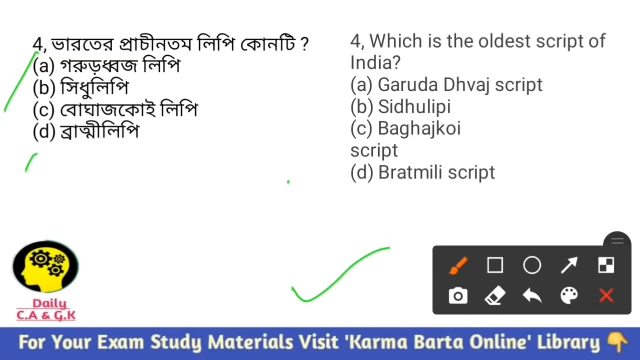 4, ভারতের প্রাচীনতম লিপি কোনটি ?
(a) গরুড়ধ্বজ লিপি
(b) সিধুলিপি
(c) বোঘাজকোই লিপি
(d) ব্রাত্মীলিপি
4, Which is the oldest script of
India?
(a) Garuda Dhvaj script
(b) Sidhulipi
(c) Baghajkoi
script
(d) Bratmili script
Daily
C.A & G.K
For Your Exam Study Materials Visit 'Karma Barta Online' Library 👇